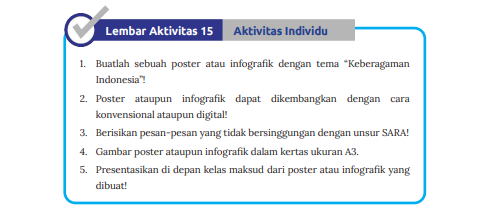 Lembar Aktivitas 15 Aktivitas Individu
1. Buatlah sebuah poster atau infografik dengan tema “Keberagaman
Indonesia”!
2. Poster ataupun infografik dapat dikembangkan dengan cara
konvensional ataupun digital!
3. Berisikan pesan-pesan yang tidak bersinggungan dengan unsur SARA!
4. Gambar poster ataupun infografik dalam kertas ukuran A3.
5. Presentasikan di depan kelas maksud dari poster atau infografik yang
dibuat!